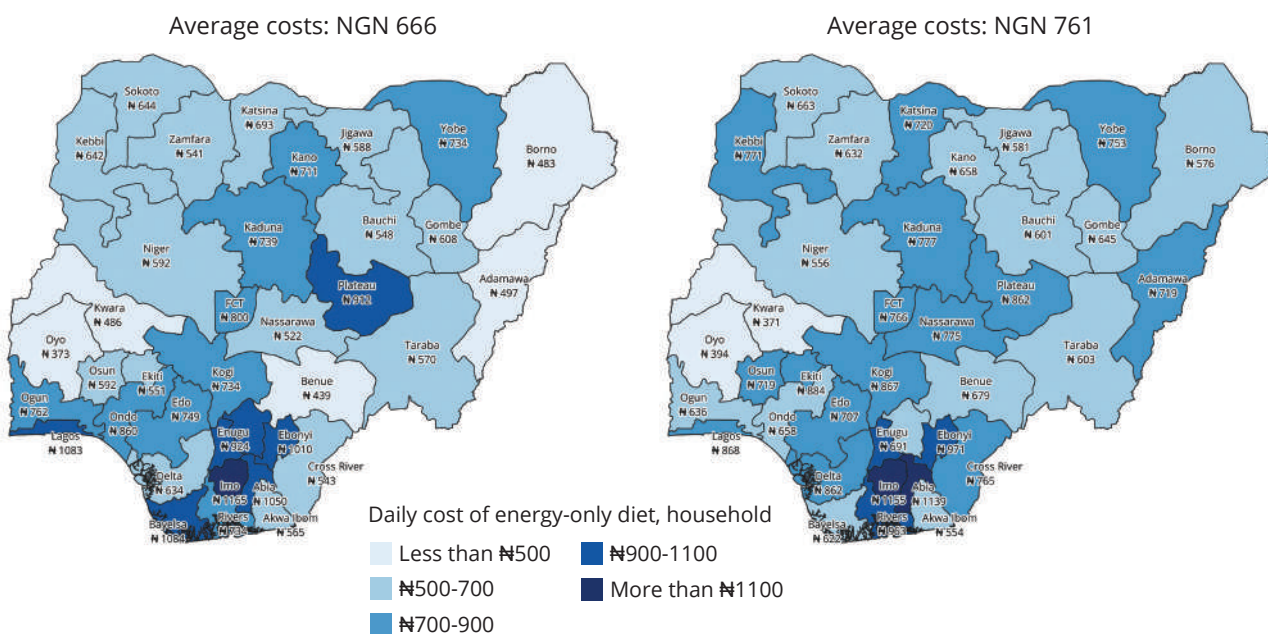 Average costs: NGN 666
Sokoto
₦ 644
Katsina
₦ 693
Kebbi
₦ 642
Zamfara
₦ 541
Jigawa
₦ 588
Yobe
₦ 734
Kano
₦ 711
Borno
₦ 483
Kaduna
₦ 739
Bauchi
₦ 548
Gombe
₦ 608
Niger
₦ 592
Plateau
₦ 912
Adamawa
₦ 497
Kwara
₦ 486
FCT
₦ 800
Nassarawa
₦ 522
Oyo
₦ 373
Taraba
₦ 570
Osun
₦ 592
Ekiti
₦ 551
Kogi
₦ 734
Benue
₦ 439
Ogun
₦ 762
Ondo
₦ 860
Edo
₦ 749
Lagos
₦ 1083
Enugu
₦ 924
Ebonyi
₦ 1010
Cross River
₦ 543
Delta
₦ 634
Imo
₦ 1165
Abia
₦ 1050
Bayelsa
₦ 1084
Rivers
₦ 734
Akwa Ibom
₦ 565
Average costs: NGN 761
Sokoto
₦ 663
Katsina
₦ 720
Kebbi
₦ 771
Zamfara
₦ 632
Jigawa
₦ 581
Yobe
₦ 753
Kano
₦ 658
Borno
₦ 576
Kaduna
₦ 777
Bauchi
₦ 601
Gombe
₦ 645
Niger
₦ 556
Plateau
₦ 862
Adamawa
₦ 719
Kwara
₦ 371
FCT
₦ 766
Nassarawa
₦ 775
Oyo
₦ 394
Taraba
₦ 603
Osun
₦ 719
Ekiti
₦ 884
Kogi
₦ 867
Benue
₦ 679
Ogun
₦ 636
Ondo
₦ 658
Edo
₦ 707
Lagos
₦ 868
Enugu
₦ 691
Ebonyi
₦ 971
Cross River
₦ 765
Delta
₦ 862
Imo
₦ 1155
Abia
₦ 1139
Bayelsa
₦ 622
Rivers
₦ 963
Akwa Ibom
₦ 554
Daily cost of energy-only diet, household
Less than ₦500
₦500-700
₦700-900
₦900-1100
More than ₦1100